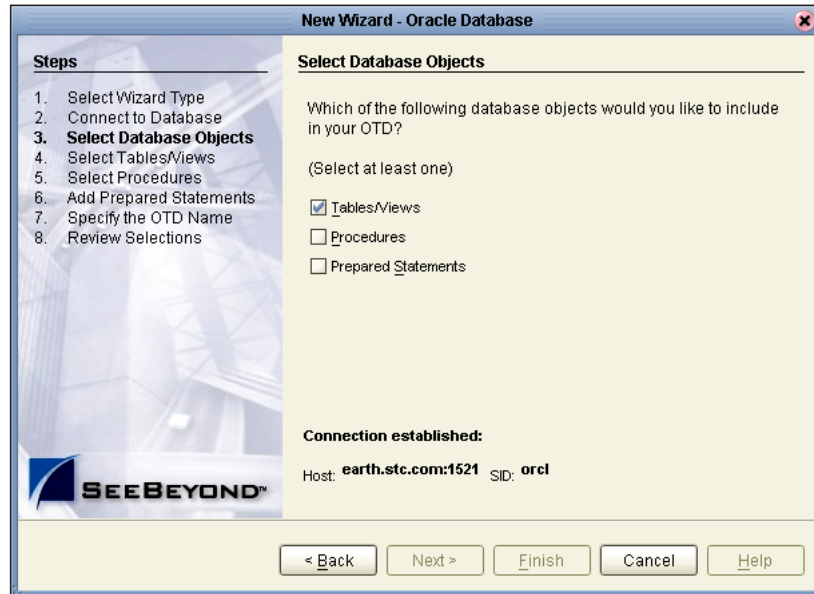 New Wizard - Oracle Database
Steps
1. Select Wizard Type
2. Connect to Database
3. Select Database Objects
4. Select Tables/Views
5. Select Procedures
6. Add Prepared Statements
7. Specify the OTD Name
8. Review Selections
SEEBEYOND™
Select Database Objects
Which of the following database objects would you like to include
in your OTD?
(Select at least one)
Tables/Views
Procedures
Prepared Statements
Connection established:
Host: earth.stc.com:1521 SID: orcl
< Back Next > Finish Cancel Help